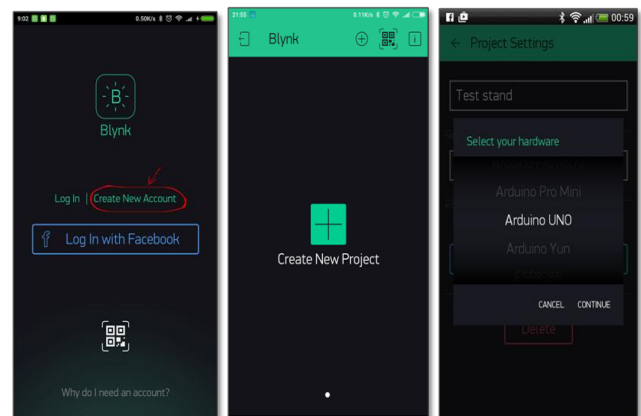 9:02
0.50K/s
B
Blynk
Log In | Create New Account
f Log In with Facebook
Why do I need an account?
21:55
0.11K/s
Blynk
Create New Project
00:59
← Project Settings
Test stand
Select your hardware
Arduino Pro Mini
Arduino UNO
Arduino Yun
CANCEL CONTINUE
Delete